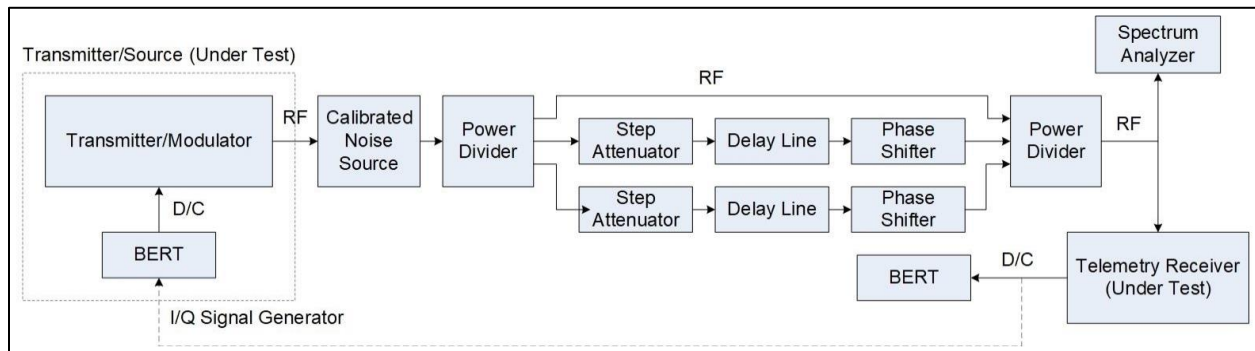 Transmitter/Source (Under Test)
Transmitter/Modulator
D/C
BERT
I/Q Signal Generator
RF
Calibrated
Noise
Source
Power
Divider
RF
Step
Attenuator
Delay Line
Phase
Shifter
Step
Attenuator
Delay Line
Phase
Shifter
Power
Divider
RF
Spectrum
Analyzer
Telemetry Receiver
(Under Test)
D/C
BERT